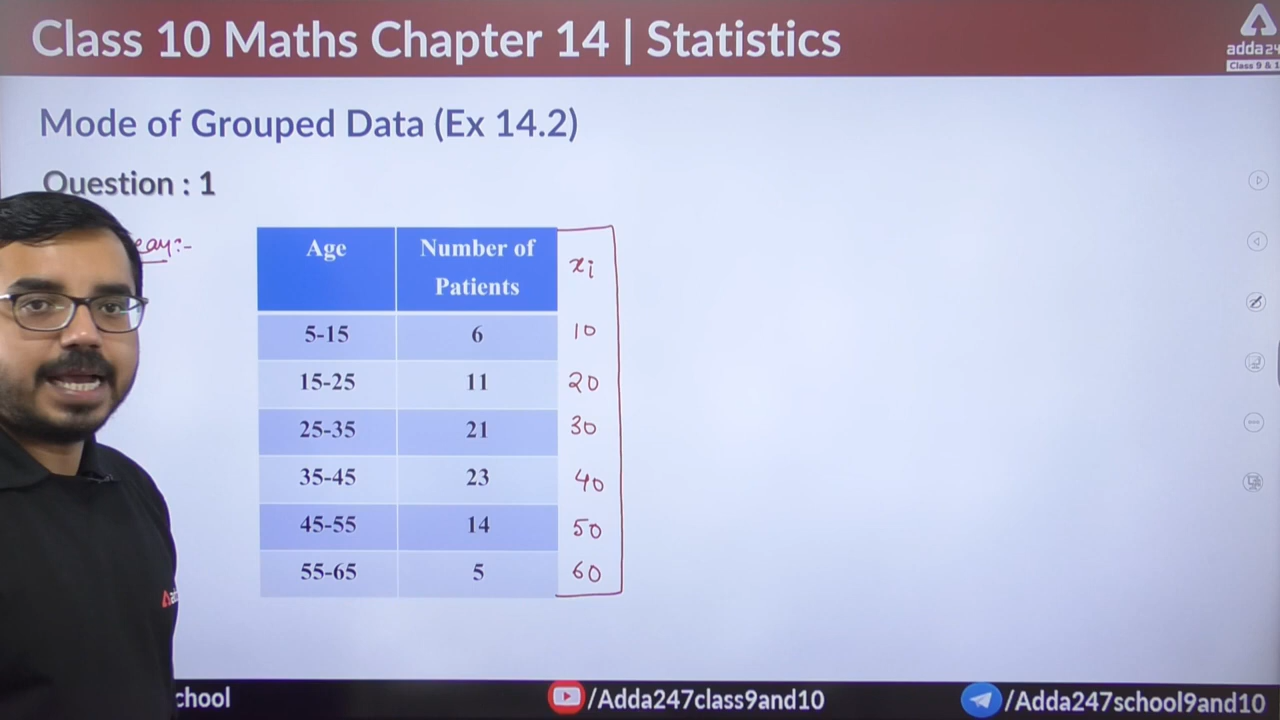 Class 10 Maths Chapter 14 | Statistics
adda24
Class 9 & 1
Mode of Grouped Data (Ex 14.2)
Question : 1
Age Number of Patients xi
5-15 6 10
15-25 11 20
25-35 21 30
35-45 23 40
45-55 14 50
55-65 5 60
chool
/Adda247class9and10
/Adda247school9and10